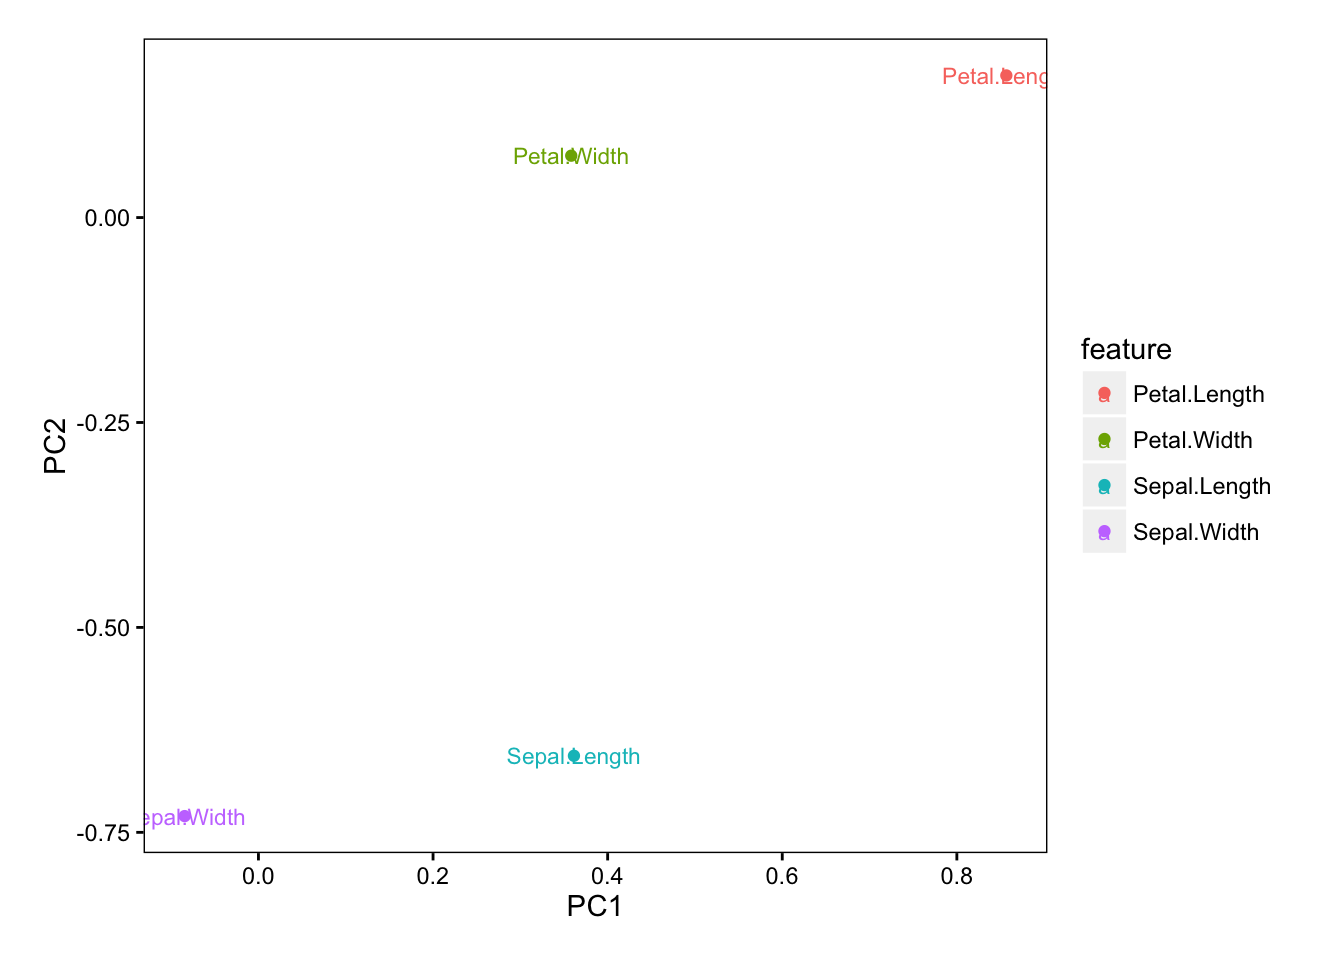 Petal.Leng
Petal.Width
Sepal.Length
epal.Width
0.00
-0.25
-0.50
-0.75
PC2
0.0 0.2 0.4 0.6 0.8
PC1
feature
a Petal.Length
a Petal.Width
a Sepal.Length
a Sepal.Width